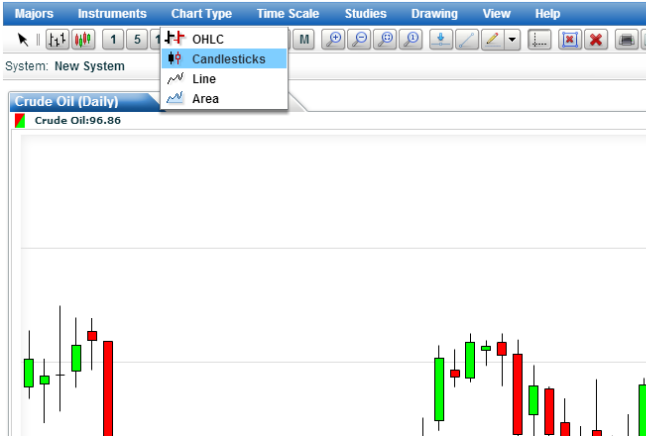 Majors Instruments Chart Type Time Scale Studies Drawing View Help
1 5 1 M
System: New System
OHLC
Candlesticks
Line
Area
Crude Oil (Daily)
Crude Oil:96.86